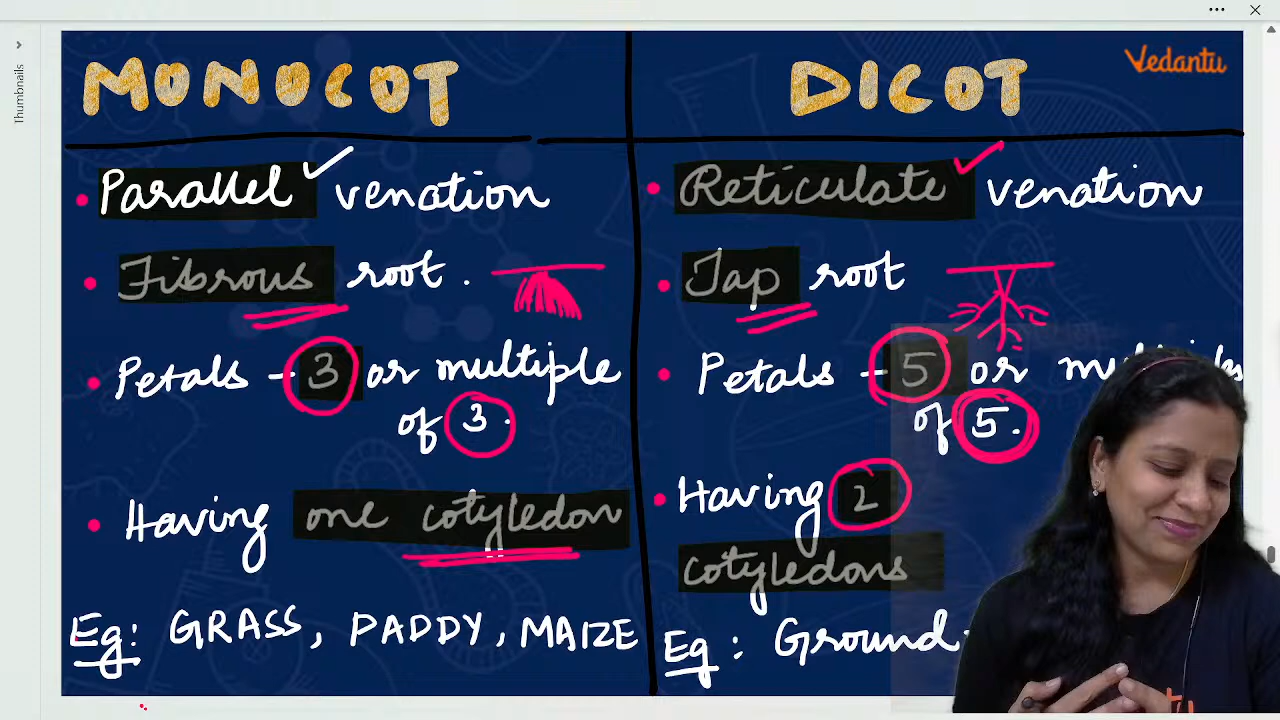 Thumbnails
MONOCOT
• Parallel ✓ venation
• Fibrous root.
• Petals – 3 or multiple
of 3.
• Having one cotyledon
Eg: GRASS, PADDY, MAIZE
Vedantu
DICOT
• Reticulate ✓ venation
• Tap root
• Petals – 5 or
of 5.
• Having 2
cotyledons
Eg: Ground